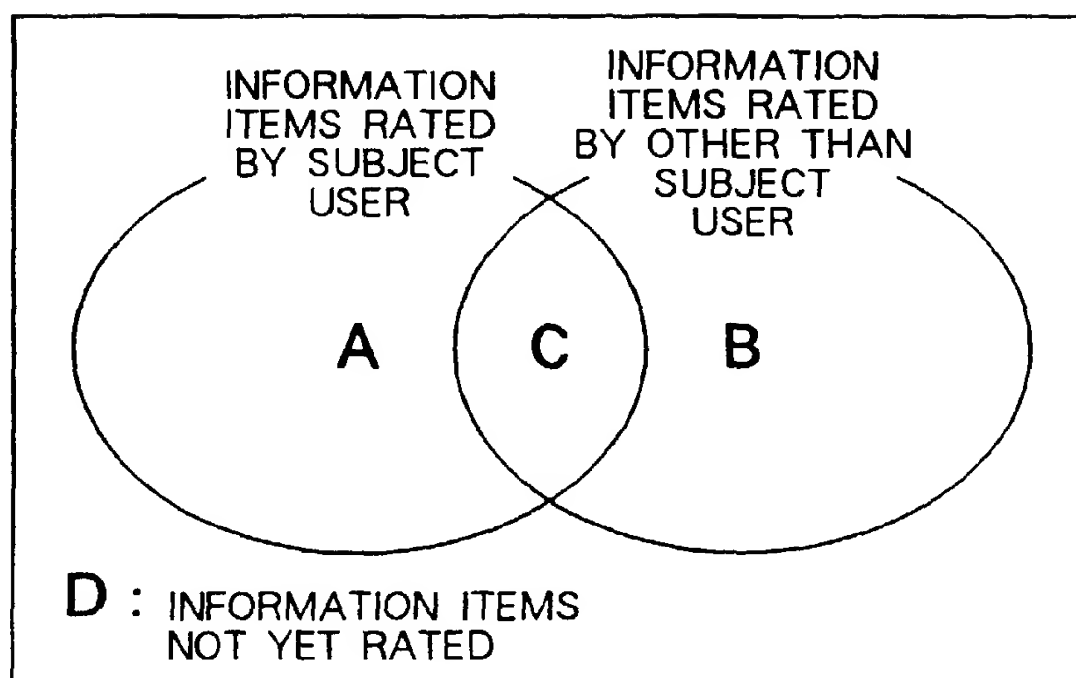 INFORMATION
ITEMS RATED
BY SUBJECT
USER
INFORMATION
ITEMS RATED
BY OTHER THAN
SUBJECT
USER
A
C
B
D : INFORMATION ITEMS
NOT YET RATED